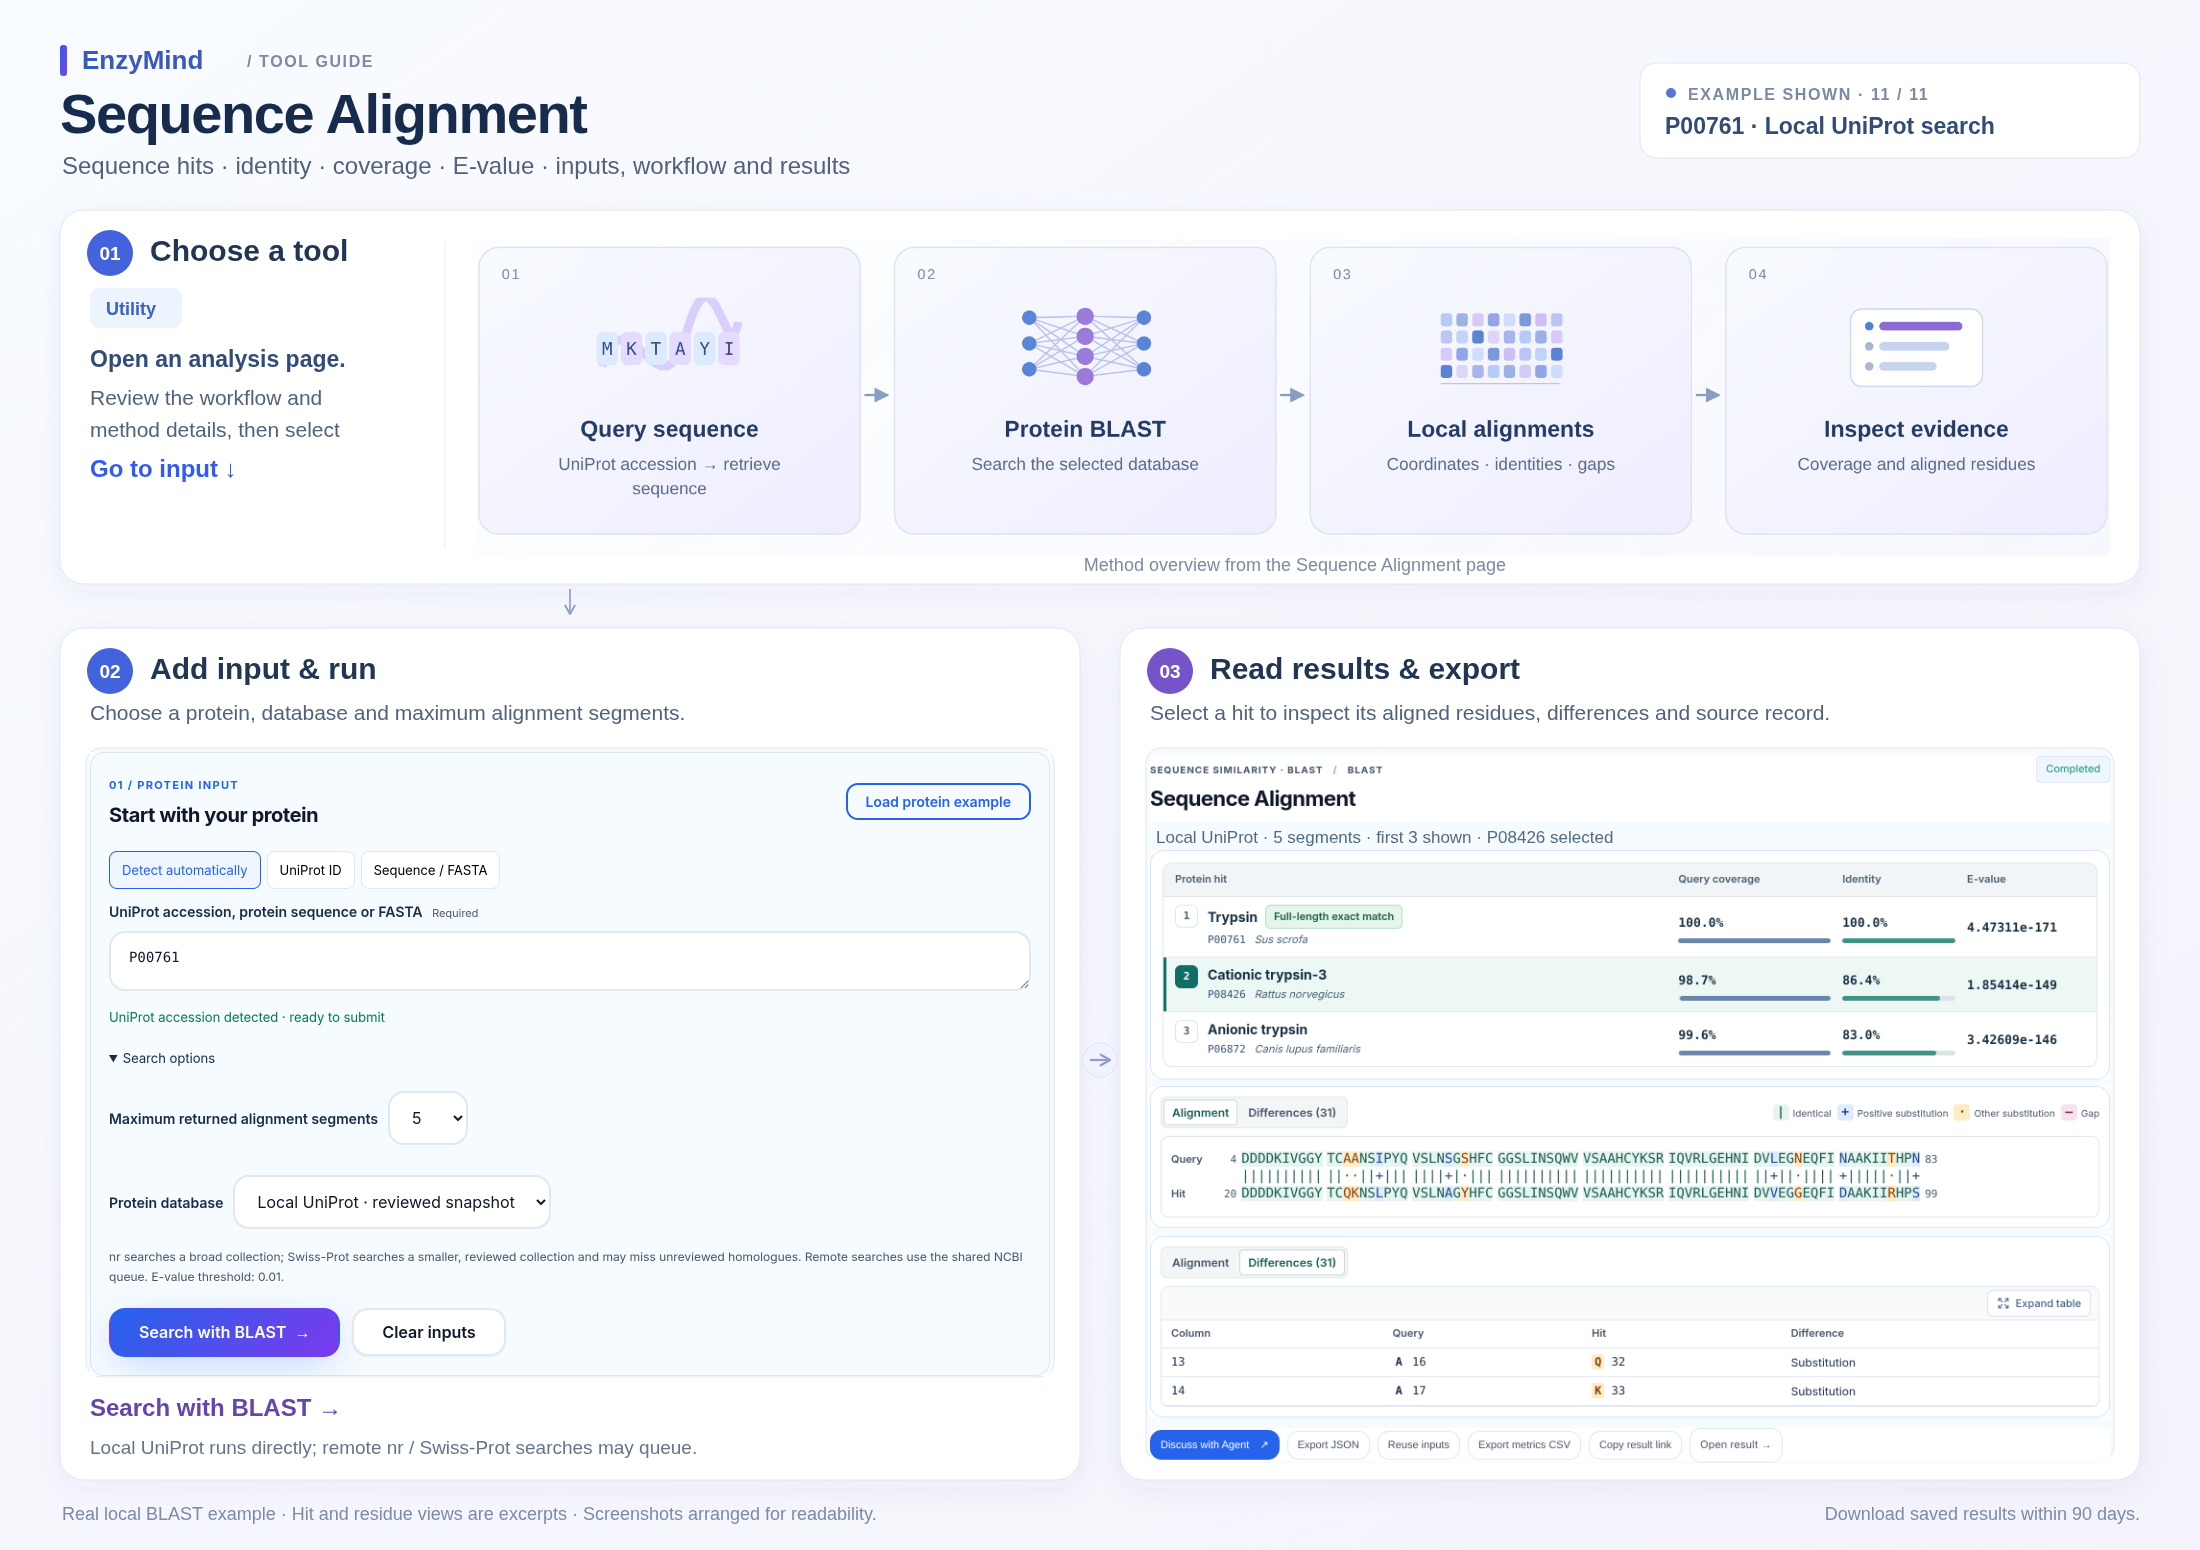 EnzyMind / TOOL GUIDE
Sequence Alignment
Sequence hits · identity · coverage · E-value · inputs, workflow and results
EXAMPLE SHOWN · 11 / 11
P00761 · Local UniProt search
01 Choose a tool
Utility
Open an analysis page.
Review the workflow and
method details, then select
Go to input ↓
01
M K T A Y I
Query sequence
UniProt accession → retrieve
sequence
02
Protein BLAST
Search the selected database
03
Local alignments
Coordinates · identities · gaps
04
Inspect evidence
Coverage and aligned residues
Method overview from the Sequence Alignment page
02 Add input & run
Choose a protein, database and maximum alignment segments.
01 / PROTEIN INPUT
Start with your protein
Load protein example
Detect automatically UniProt ID Sequence / FASTA
UniProt accession, protein sequence or FASTA Required
P00761
UniProt accession detected · ready to submit
▼ Search options
Maximum returned alignment segments 5
Protein database Local UniProt · reviewed snapshot
nr searches a broad collection; Swiss-Prot searches a smaller, reviewed collection and may miss unreviewed homologues. Remote searches use the shared NCBI
queue. E-value threshold: 0.01.
Search with BLAST → Clear inputs
Search with BLAST →
Local UniProt runs directly; remote nr / Swiss-Prot searches may queue.
03 Read results & export
Select a hit to inspect its aligned residues, differences and source record.
SEQUENCE SIMILARITY · BLAST / BLAST
Completed
Sequence Alignment
Local UniProt · 5 segments · first 3 shown · P08426 selected
Protein hit Query coverage Identity E-value
1 Trypsin Full-length exact match 100.0% 100.0% 4.47311e-171
P00761 Sus scrofa
2 Cationic trypsin-3 98.7% 86.4% 1.85414e-149
P08426 Rattus norvegicus
3 Anionic trypsin 99.6% 83.0% 3.42609e-146
P06872 Canis lupus familiaris
Alignment Differences (31) | Identical + Positive substitution · Other substitution − Gap
Query 4 DDDDKIVGGY TCAANSIPYQ VSLNSGSHFC GGSLINSQWV VSAAHCYKSR IQVRLGEHNI DVLEGNEQFI NAAKIITHPN 83
|||||||||| ||··||+||| ||||+|·||| |||||||||| |||||||||| |||||||||| ||+||·|||| +|||||·||+
Hit 20 DDDDKIVGGY TCQKNSLPYQ VSLNAGYHFC GGSLINSQWV VSAAHCYKSR IQVRLGEHNI DVVEGGEQFI DAAKIIRHPS 99
Alignment Differences (31)
Expand table
Column Query Hit Difference
13 A 16 Q 32 Substitution
14 A 17 K 33 Substitution
Discuss with Agent ↗ Export JSON Reuse inputs Export metrics CSV Copy result link Open result →
Real local BLAST example · Hit and residue views are excerpts · Screenshots arranged for readability.
Download saved results within 90 days.